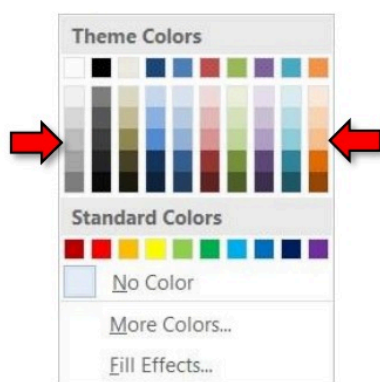 Theme Colors
Standard Colors
No Color
More Colors...
Fill Effects...